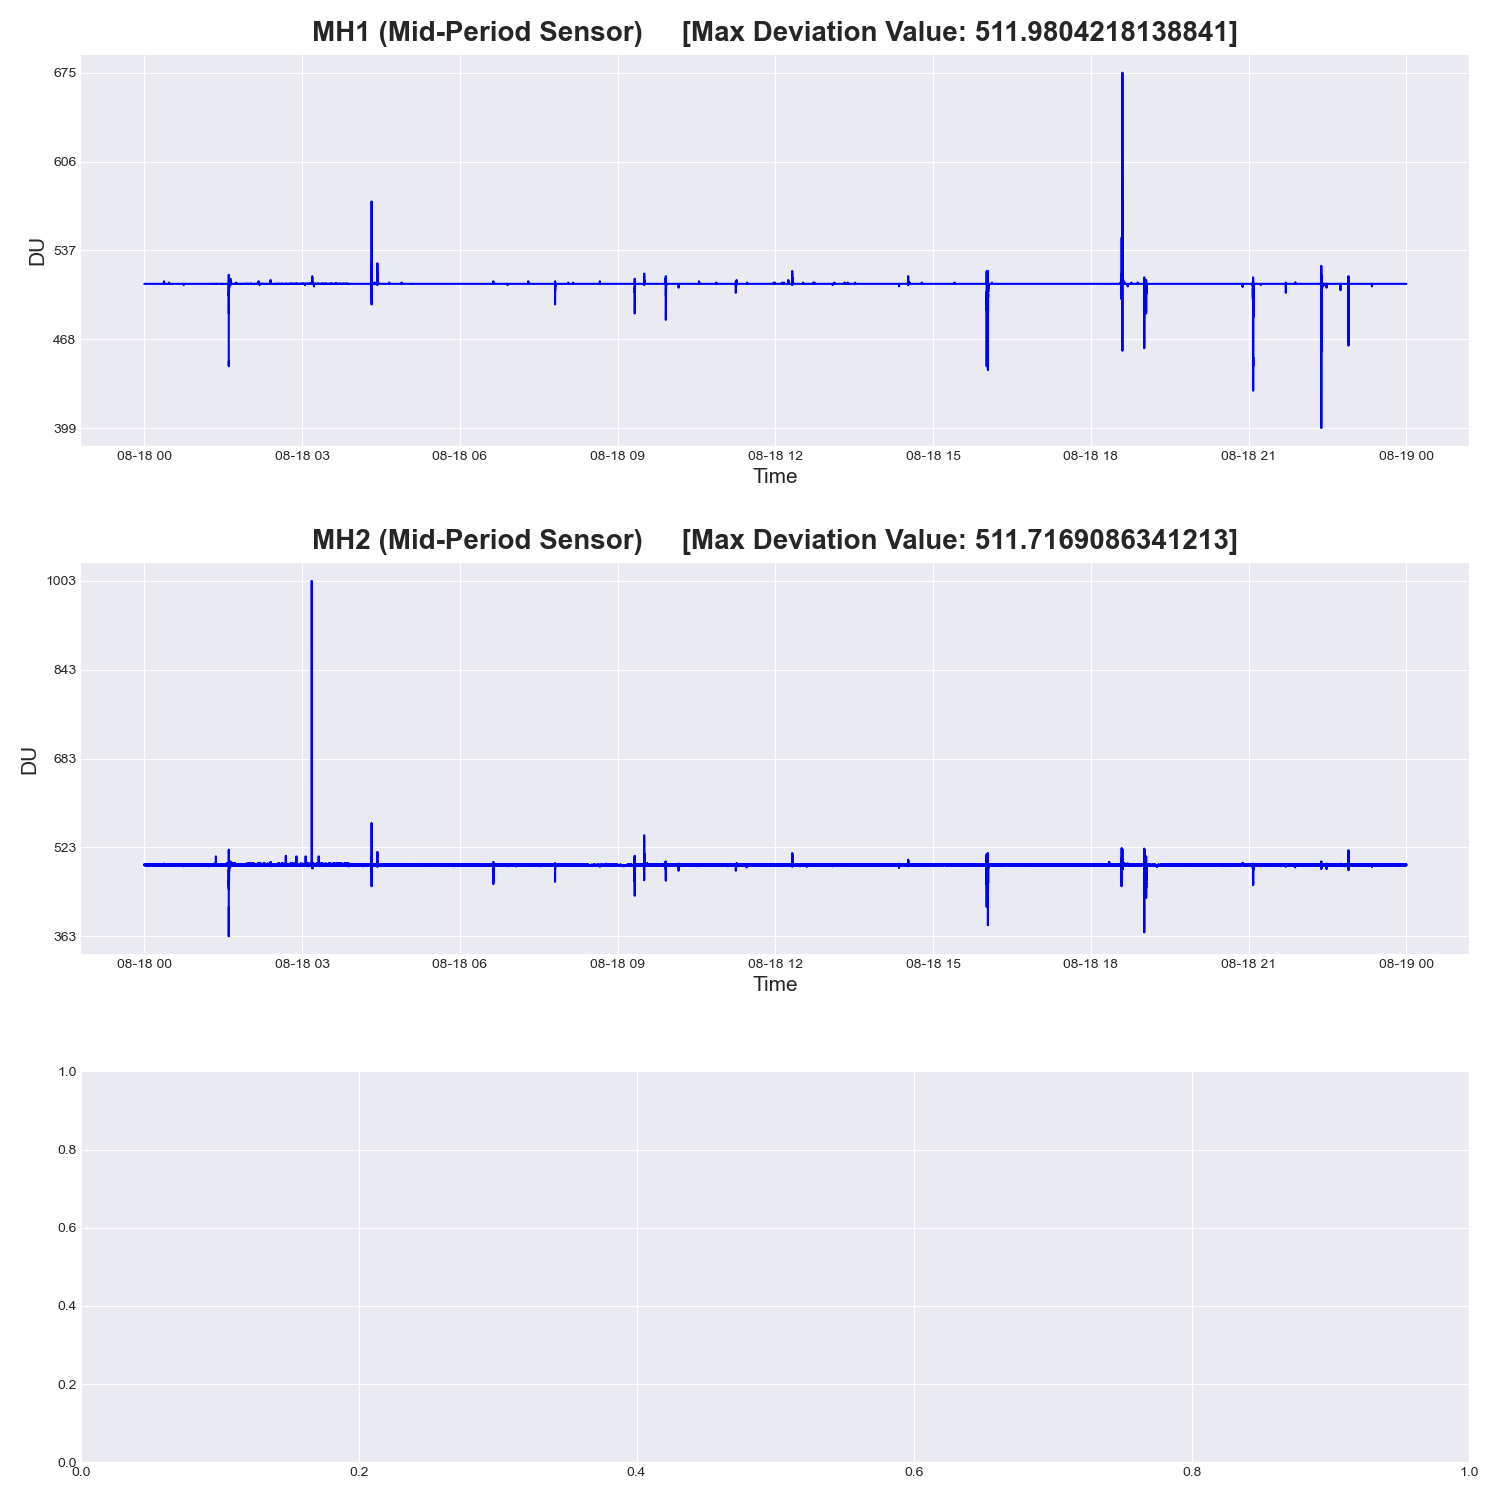 MH1 (Mid-Period Sensor) [Max Deviation Value: 511.9804218138841]
675
606
537
468
399
DU
08-18 00 08-18 03 08-18 06 08-18 09 08-18 12 08-18 15 08-18 18 08-18 21 08-19 00
Time
MH2 (Mid-Period Sensor) [Max Deviation Value: 511.7169086341213]
1003
843
683
523
363
DU
08-18 00 08-18 03 08-18 06 08-18 09 08-18 12 08-18 15 08-18 18 08-18 21 08-19 00
Time
1.0
0.8
0.6
0.4
0.2
0.0
0.0 0.2 0.4 0.6 0.8 1.0